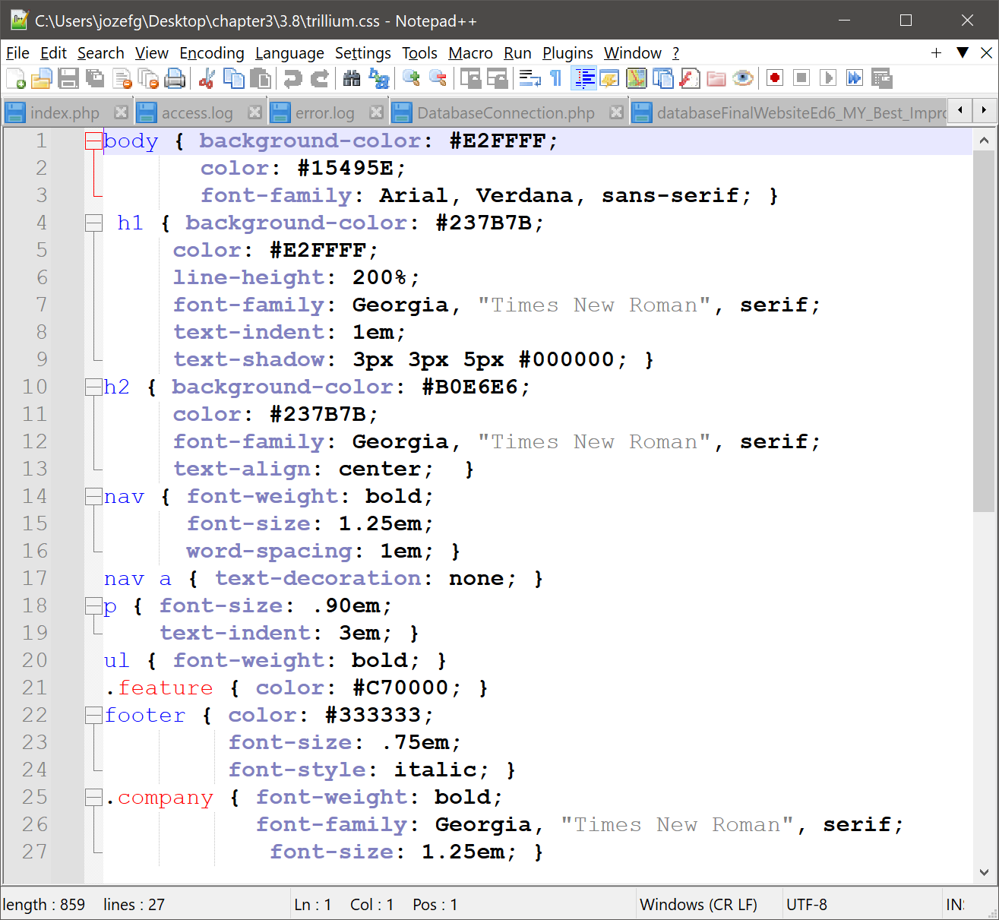 C:\Users\jozefg\Desktop\chapter3\3.8\trillium.css - Notepad++
File Edit Search View Encoding Language Settings Tools Macro Run Plugins Window ?
index.php access.log error.log DatabaseConnection.php databaseFinalWebsiteEd6_MY_Best_Impro
1 body { background-color: #E2FFFF;
2 color: #15495E;
3 font-family: Arial, Verdana, sans-serif; }
4 h1 { background-color: #237B7B;
5 color: #E2FFFF;
6 line-height: 200%;
7 font-family: Georgia, "Times New Roman", serif;
8 text-indent: 1em;
9 text-shadow: 3px 3px 5px #000000; }
10 h2 { background-color: #B0E6E6;
11 color: #237B7B;
12 font-family: Georgia, "Times New Roman", serif;
13 text-align: center;  }
14 nav { font-weight: bold;
15 font-size: 1.25em;
16 word-spacing: 1em; }
17 nav a { text-decoration: none; }
18 p { font-size: .90em;
19 text-indent: 3em; }
20 ul { font-weight: bold; }
21 .feature { color: #C70000; }
22 footer { color: #333333;
23 font-size: .75em;
24 font-style: italic; }
25 .company { font-weight: bold;
26 font-family: Georgia, "Times New Roman", serif;
27 font-size: 1.25em; }
length : 859 lines : 27 Ln : 1 Col : 1 Pos : 1 Windows (CR LF) UTF-8 IN